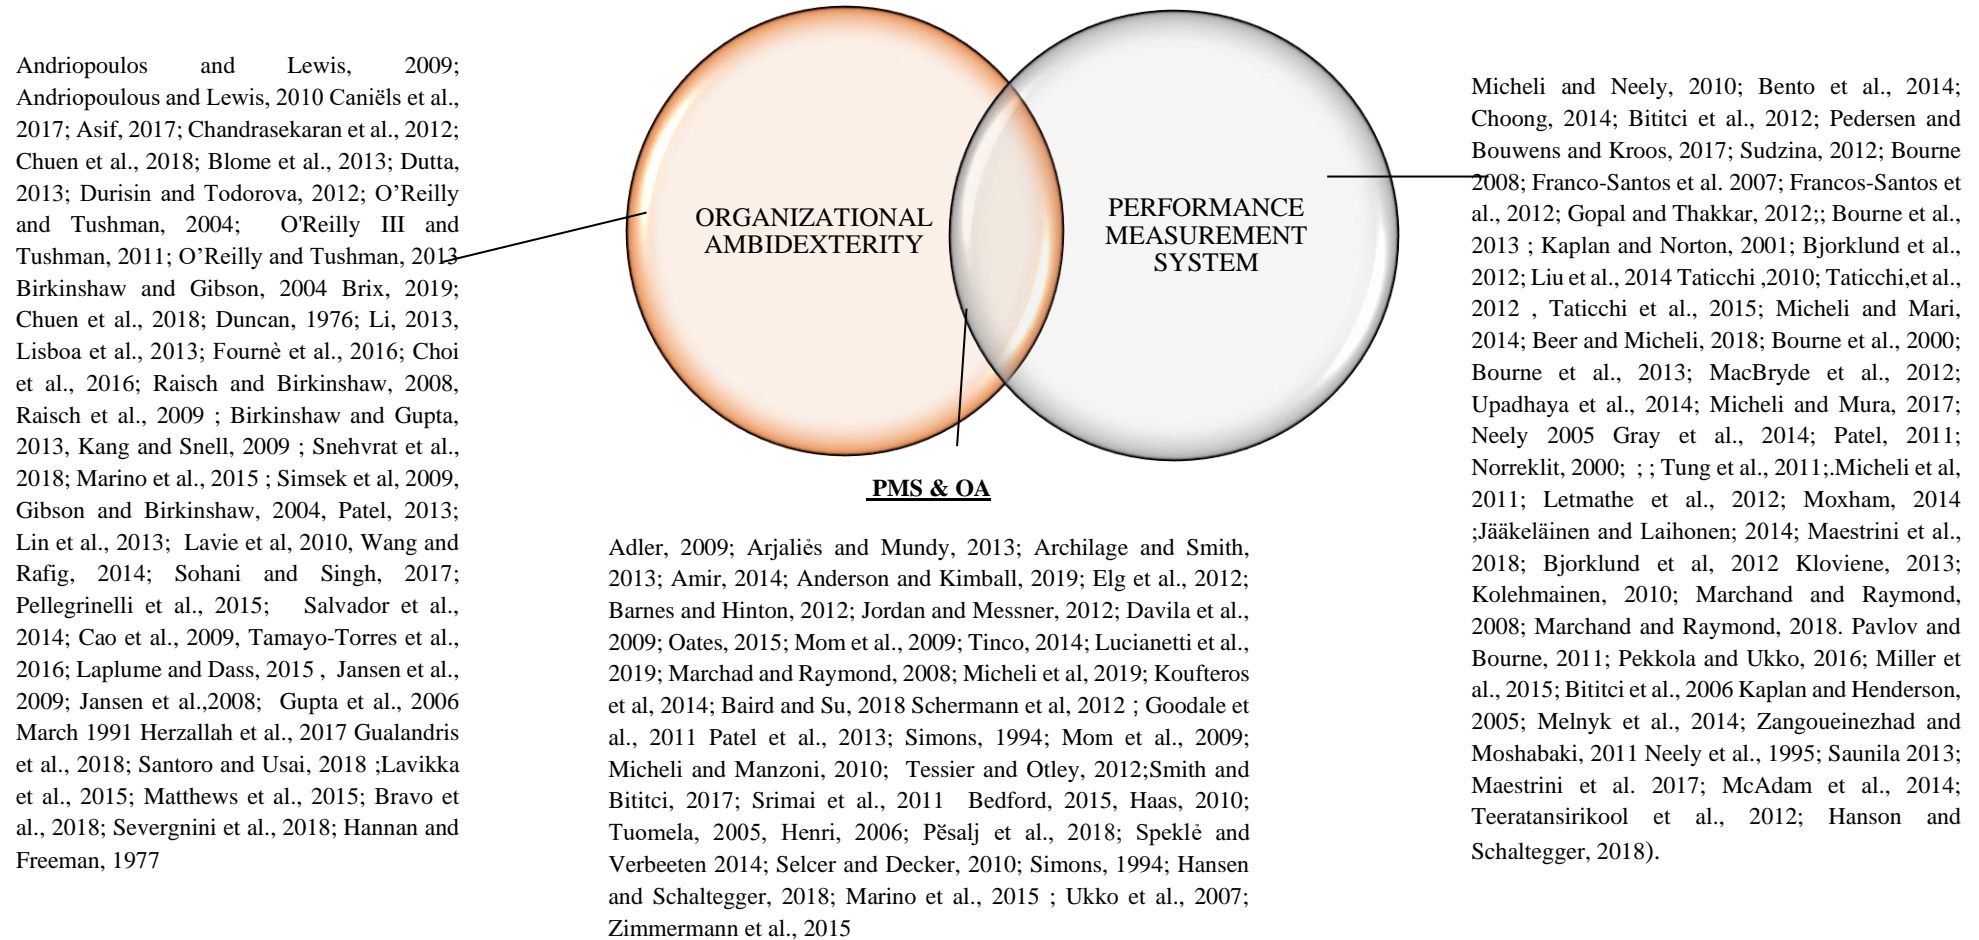 Andriopoulos and Lewis, 2009;
Andriopoulous and Lewis, 2010 Caniëls et al.,
2017; Asif, 2017; Chandrasekaran et al., 2012;
Chuen et al., 2018; Blome et al., 2013; Dutta,
2013; Durisin and Todorova, 2012; O’Reilly
and Tushman, 2004; O'Reilly III and
Tushman, 2011; O’Reilly and Tushman, 2013
Birkinshaw and Gibson, 2004 Brix, 2019;
Chuen et al., 2018; Duncan, 1976; Li, 2013,
Lisboa et al., 2013; Fournè et al., 2016; Choi
et al., 2016; Raisch and Birkinshaw, 2008,
Raisch et al., 2009 ; Birkinshaw and Gupta,
2013, Kang and Snell, 2009 ; Snehvrat et al.,
2018; Marino et al., 2015 ; Simsek et al, 2009,
Gibson and Birkinshaw, 2004, Patel, 2013;
Lin et al., 2013; Lavie et al, 2010, Wang and
Rafig, 2014; Sohani and Singh, 2017;
Pellegrinelli et al., 2015; Salvador et al.,
2014; Cao et al., 2009, Tamayo-Torres et al.,
2016; Laplume and Dass, 2015 , Jansen et al.,
2009; Jansen et al.,2008; Gupta et al., 2006
March 1991 Herzallah et al., 2017 Gualandris
et al., 2018; Santoro and Usai, 2018 ;Lavikka
et al., 2015; Matthews et al., 2015; Bravo et
al., 2018; Severgnini et al., 2018; Hannan and
Freeman, 1977
ORGANIZATIONAL
AMBIDEXTERITY
PERFORMANCE
MEASUREMENT
SYSTEM
PMS & OA
Adler, 2009; Arjaliės and Mundy, 2013; Archilage and Smith,
2013; Amir, 2014; Anderson and Kimball, 2019; Elg et al., 2012;
Barnes and Hinton, 2012; Jordan and Messner, 2012; Davila et al.,
2009; Oates, 2015; Mom et al., 2009; Tinco, 2014; Lucianetti et al.,
2019; Marchad and Raymond, 2008; Micheli et al, 2019; Koufteros
et al, 2014; Baird and Su, 2018 Schermann et al, 2012 ; Goodale et
al., 2011 Patel et al., 2013; Simons, 1994; Mom et al., 2009;
Micheli and Manzoni, 2010; Tessier and Otley, 2012;Smith and
Bititci, 2017; Srimai et al., 2011 Bedford, 2015, Haas, 2010;
Tuomela, 2005, Henri, 2006; Pĕsalj et al., 2018; Speklė and
Verbeeten 2014; Selcer and Decker, 2010; Simons, 1994; Hansen
and Schaltegger, 2018; Marino et al., 2015 ; Ukko et al., 2007;
Zimmermann et al., 2015
Micheli and Neely, 2010; Bento et al., 2014;
Choong, 2014; Bititci et al., 2012; Pedersen and
Bouwens and Kroos, 2017; Sudzina, 2012; Bourne
2008; Franco-Santos et al. 2007; Francos-Santos et
al., 2012; Gopal and Thakkar, 2012;; Bourne et al.,
2013 ; Kaplan and Norton, 2001; Bjorklund et al.,
2012; Liu et al., 2014 Taticchi ,2010; Taticchi,et al.,
2012 , Taticchi et al., 2015; Micheli and Mari,
2014; Beer and Micheli, 2018; Bourne et al., 2000;
Bourne et al., 2013; MacBryde et al., 2012;
Upadhaya et al., 2014; Micheli and Mura, 2017;
Neely 2005 Gray et al., 2014; Patel, 2011;
Norreklit, 2000; ; ; Tung et al., 2011;.Micheli et al,
2011; Letmathe et al., 2012; Moxham, 2014
;Jääkeläinen and Laihonen; 2014; Maestrini et al.,
2018; Bjorklund et al, 2012 Kloviene, 2013;
Kolehmainen, 2010; Marchand and Raymond,
2008; Marchand and Raymond, 2018. Pavlov and
Bourne, 2011; Pekkola and Ukko, 2016; Miller et
al., 2015; Bititci et al., 2006 Kaplan and Henderson,
2005; Melnyk et al., 2014; Zangoueinezhad and
Moshabaki, 2011 Neely et al., 1995; Saunila 2013;
Maestrini et al. 2017; McAdam et al., 2014;
Teeratansirikool et al., 2012; Hanson and
Schaltegger, 2018).